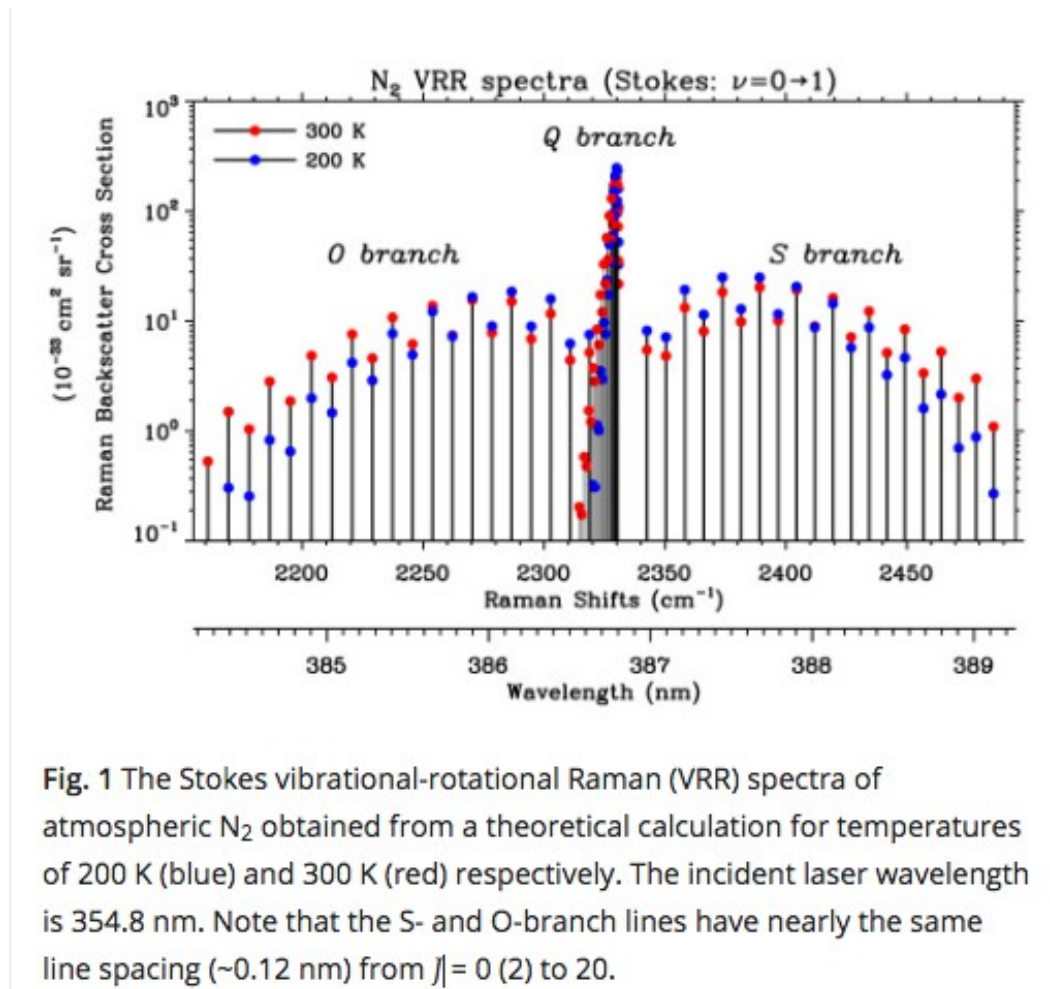 N₂ VRR spectra (Stokes: ν=0→1)
10³
300 K
200 K
Q branch
10²
O branch
S branch
10¹
10⁰
10⁻¹
Raman Backscatter Cross Section
(10⁻³³ cm² sr⁻¹)
2200 2250 2300 2350 2400 2450
Raman Shifts (cm⁻¹)
385 386 387 388 389
Wavelength (nm)
Fig. 1 The Stokes vibrational-rotational Raman (VRR) spectra of
atmospheric N₂ obtained from a theoretical calculation for temperatures
of 200 K (blue) and 300 K (red) respectively. The incident laser wavelength
is 354.8 nm. Note that the S- and O-branch lines have nearly the same
line spacing (~0.12 nm) from J|= 0 (2) to 20.